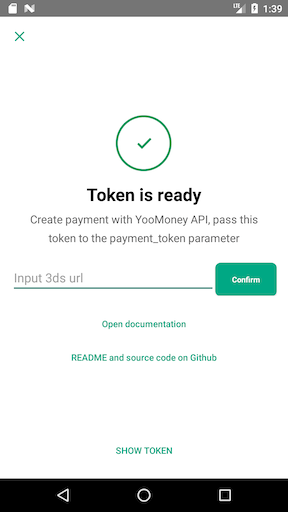 1:39
Token is ready
Create payment with YooMoney API, pass this
token to the payment_token parameter
Input 3ds url
Confirm
Open documentation
README and source code on Github
SHOW TOKEN